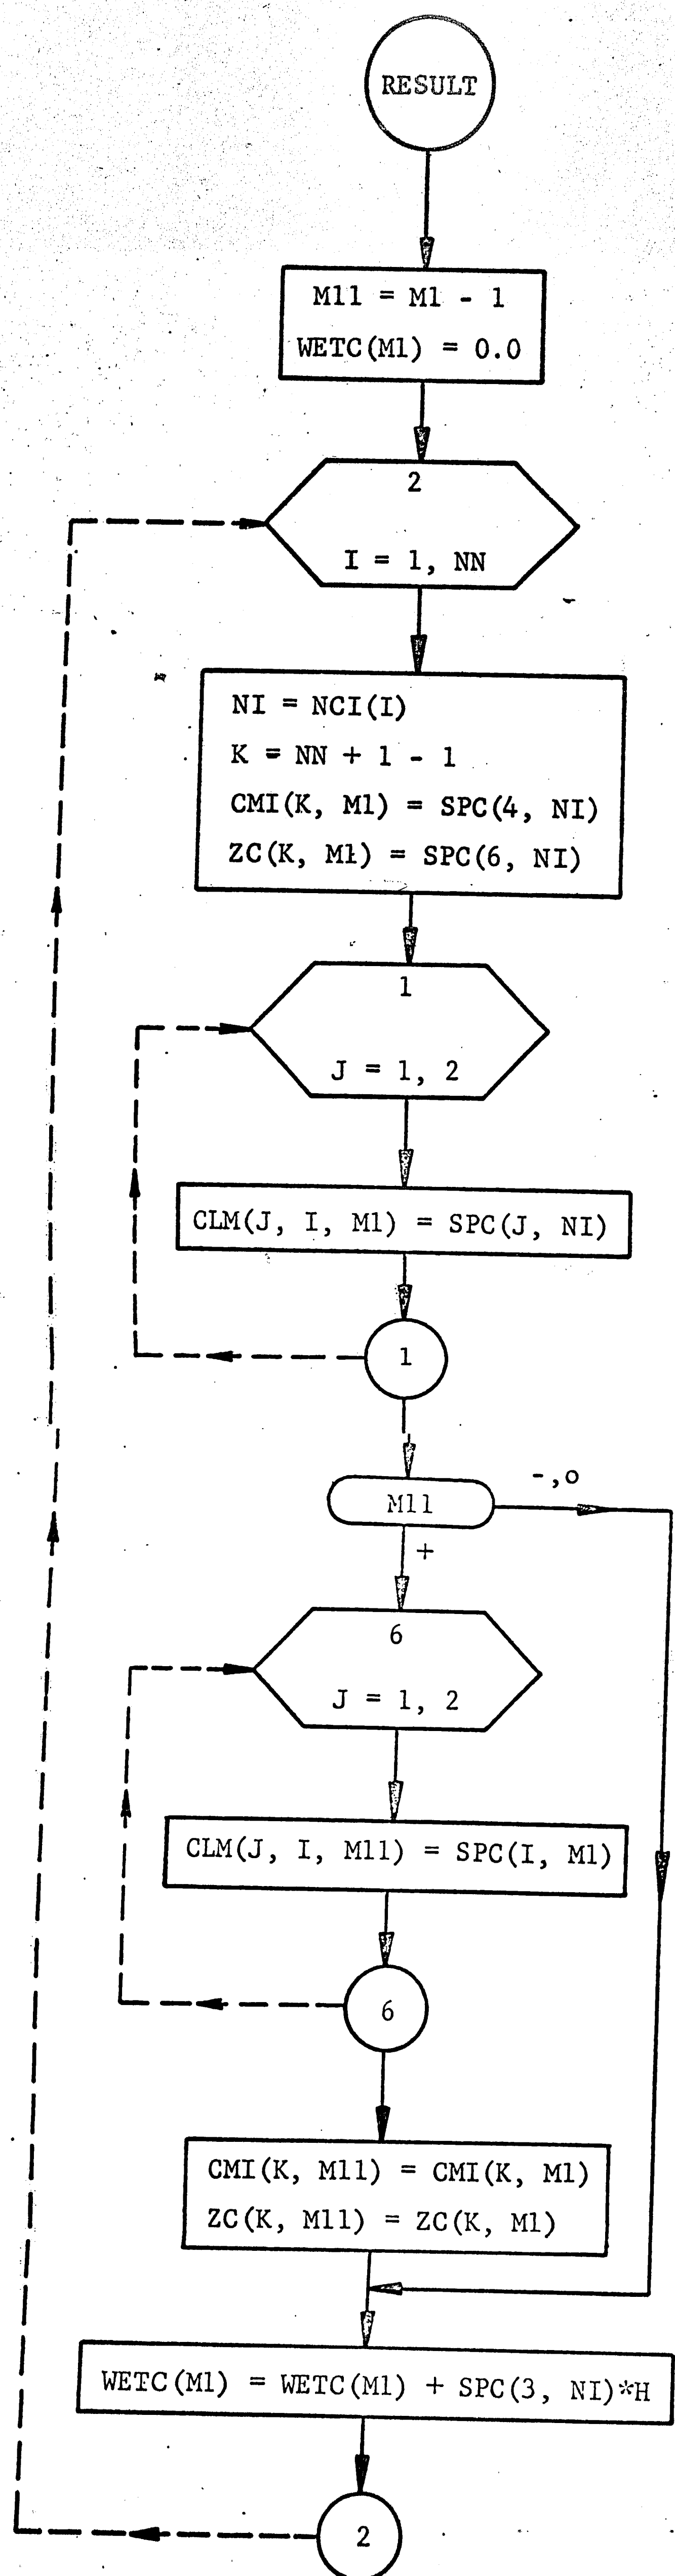 RESULT
M11 = M1 - 1
WETC(M1) = 0.0
2
I = 1, NN
NI = NCI(I)
K = NN + 1 - 1
CMI(K, M1) = SPC(4, NI)
ZC(K, M1) = SPC(6, NI)
1
J = 1, 2
CLM(J, I, M1) = SPC(J, NI)
1
-,0
M11
+
6
J = 1, 2
CLM(J, I, M11) = SPC(I, M1)
6
CMI(K, M11) = CMI(K, M1)
ZC(K, M11) = ZC(K, M1)
WETC(M1) = WETC(M1) + SPC(3, NI)*H
2